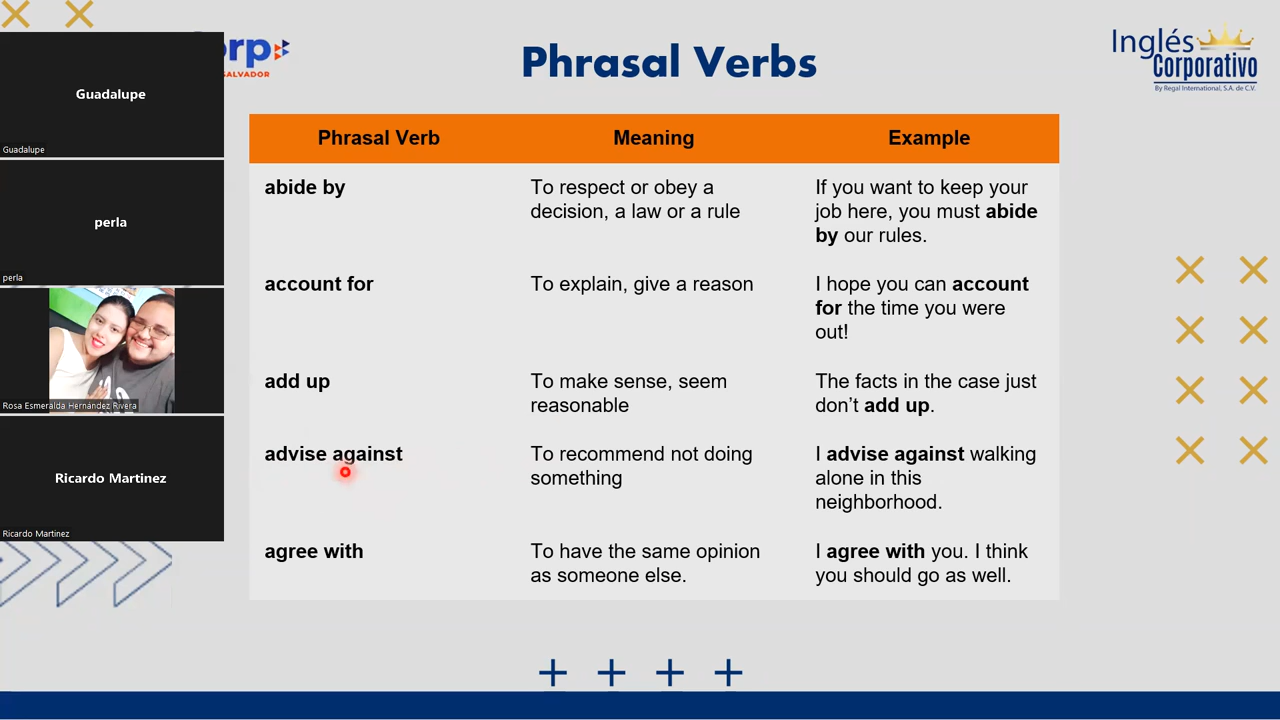 Guadalupe
Guadalupe
perla
perla
Rosa Esmeralda Hernández Rivera
Ricardo Martinez
Ricardo Martinez
orp
SALVADOR
Phrasal Verbs
Inglés
Corporativo
By Regal International, S.A. de C.V.
Phrasal Verb Meaning Example
abide by
To respect or obey a
decision, a law or a rule
If you want to keep your
job here, you must abide
by our rules.
account for
To explain, give a reason
I hope you can account
for the time you were
out!
add up
To make sense, seem
reasonable
The facts in the case just
don’t add up.
advise against
To recommend not doing
something
I advise against walking
alone in this
neighborhood.
agree with
To have the same opinion
as someone else.
I agree with you. I think
you should go as well.